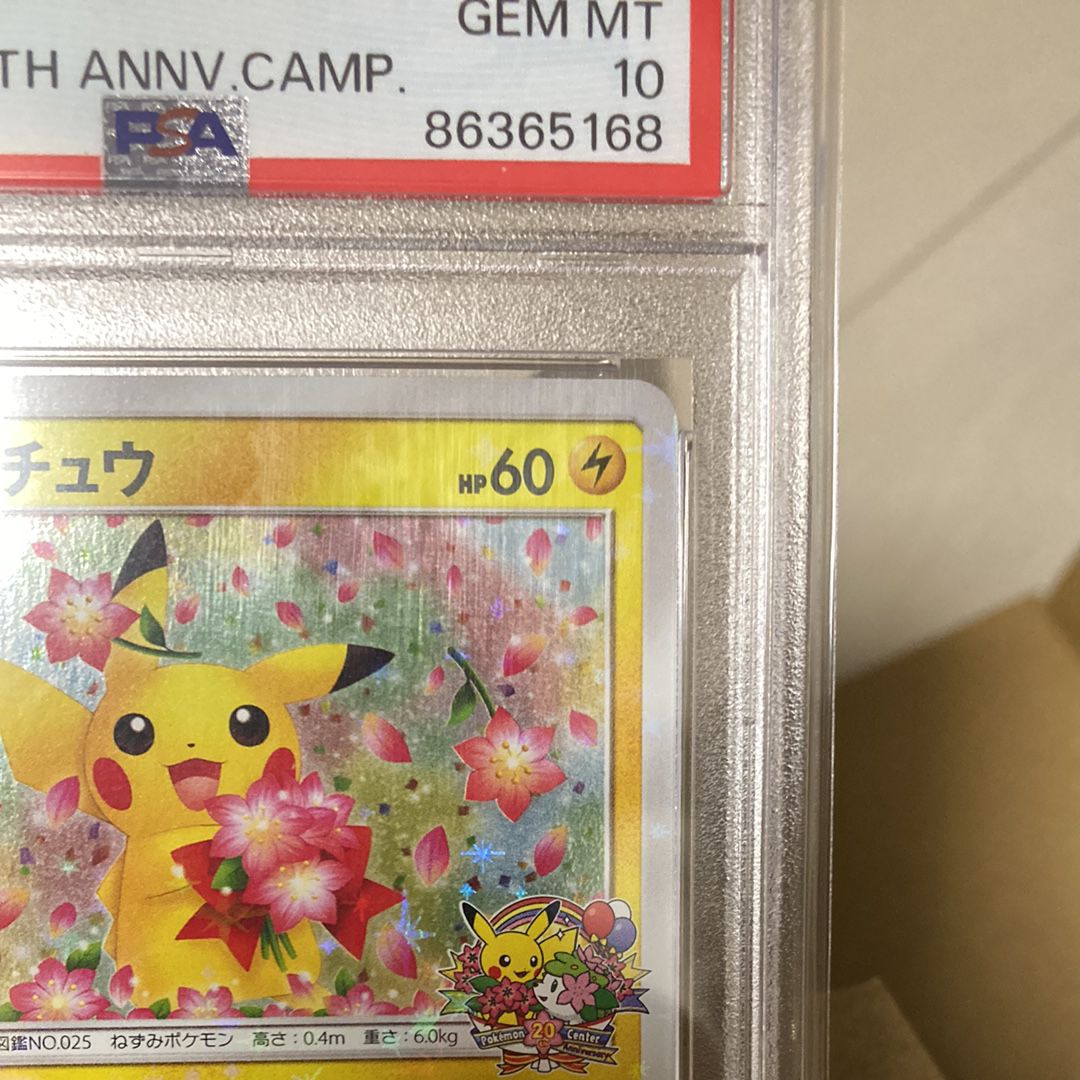 GEM MT
TH ANNV.CAMP. 10
PSA 86365168
チュウ HP60
図鑑NO.025 ねずみポケモン 高さ:0.4m 重さ:6.0kg
Pokémon 20th Center
Anniversary